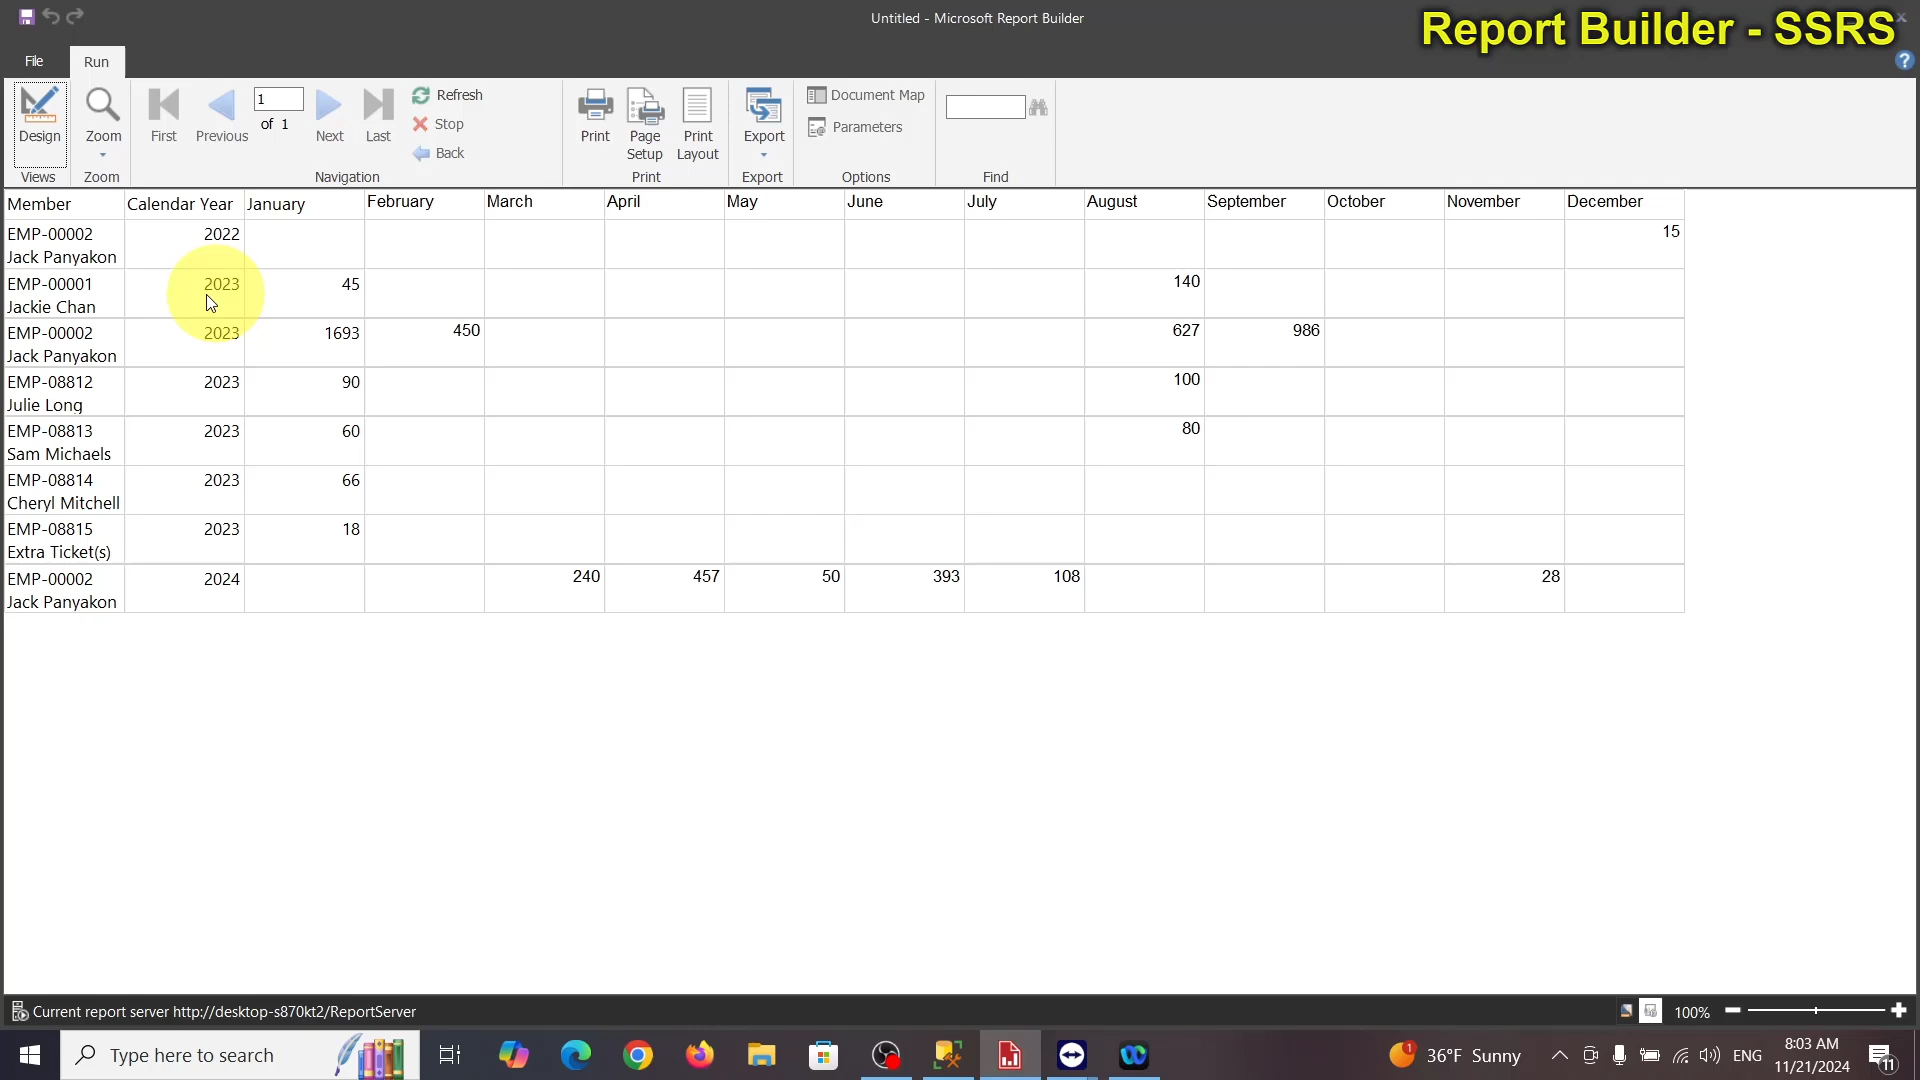 Untitled - Microsoft Report Builder
Report Builder - SSRS
File
Run
?
Design
Zoom
First
Previous
1
of 1
Next
Last
Refresh
Stop
Back
Print
Page Setup
Print Layout
Export
Document Map
Parameters
Views
Zoom
Navigation
Print
Export
Options
Find
Member Calendar Year January February March April May June July August September October November December
EMP-00002 2022 15
Jack Panyakon
EMP-00001 2023 45 140
Jackie Chan
EMP-00002 2023 1693 450 627 986
Jack Panyakon
EMP-08812 2023 90 100
Julie Long
EMP-08813 2023 60 80
Sam Michaels
EMP-08814 2023 66
Cheryl Mitchell
EMP-08815 2023 18
Extra Ticket(s)
EMP-00002 2024 240 457 50 393 108 28
Jack Panyakon
Current report server http://desktop-s870kt2/ReportServer
100%
Type here to search
1
36°F Sunny
ENG
8:03 AM
11/21/2024
11